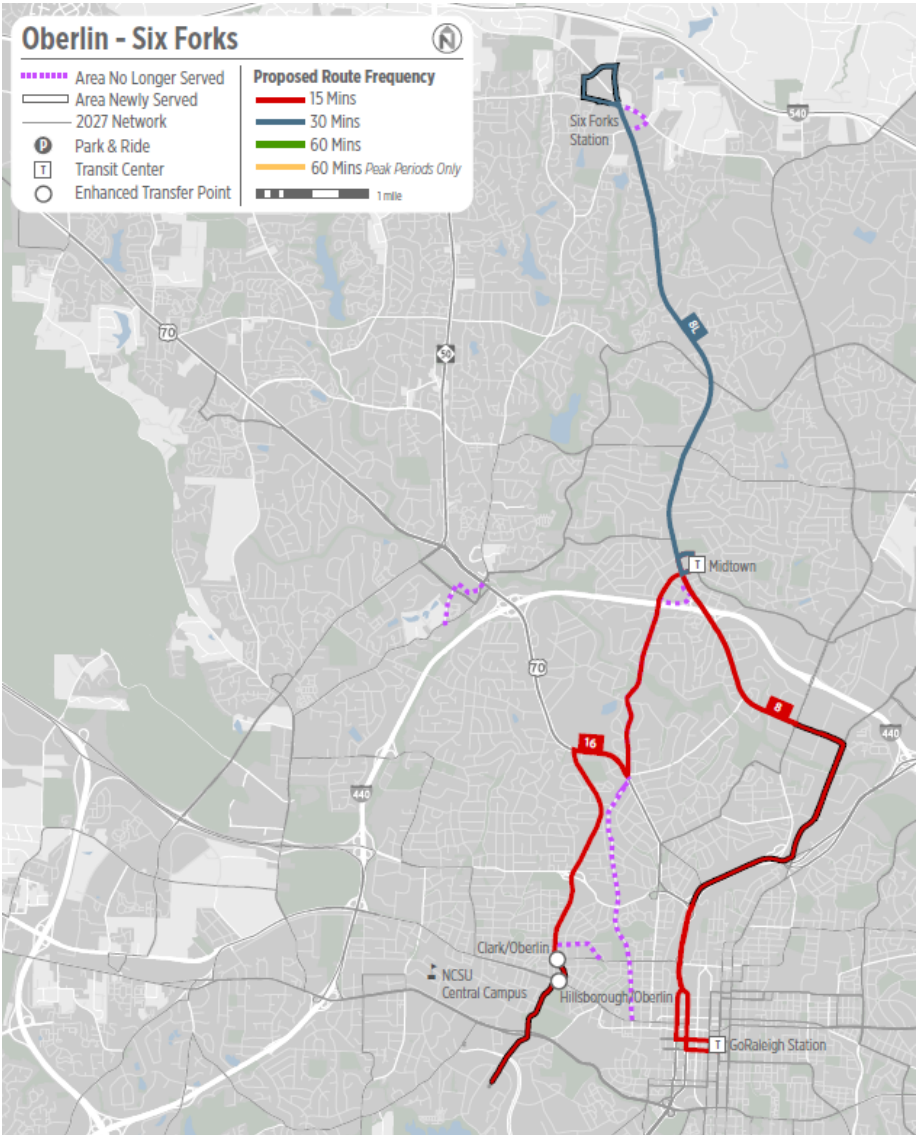 Oberlin - Six Forks
N
Area No Longer Served
Area Newly Served
2027 Network
P
Park & Ride
T
Transit Center
Enhanced Transfer Point
Proposed Route Frequency
15 Mins
30 Mins
60 Mins
60 Mins Peak Periods Only
1 mile
540
Six Forks
Station
8L
70
50
T
Midtown
70
8
440
16
440
Clark/Oberlin
NCSU
Central Campus
Hillsborough/Oberlin
T
GoRaleigh Station